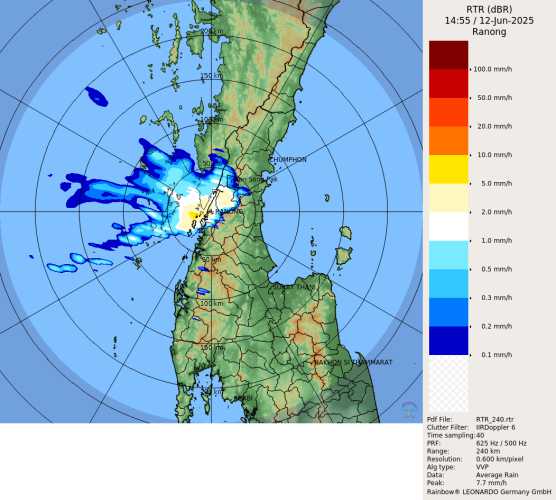 RTR (dBR)
14:55 / 12-Jun-2025
Ranong
100.0 mm/h
50.0 mm/h
20.0 mm/h
10.0 mm/h
5.0 mm/h
2.0 mm/h
1.0 mm/h
0.5 mm/h
0.3 mm/h
0.2 mm/h
0.1 mm/h
200 km
150 km
100 km
CHUMPHON
RANONG
50 km
100 km
150 km
NAKHON SI THAMMARAT
Pdf File: RTR_240.rtr
Clutter Filter: IIRDoppler 6
Time sampling:40
PRF: 625 Hz / 500 Hz
Range: 240 km
Resolution: 0.600 km/pixel
Alg type: VVP
Data: Average Rain
Peak: 7.7 mm/h
Rainbow® LEONARDO Germany GmbH